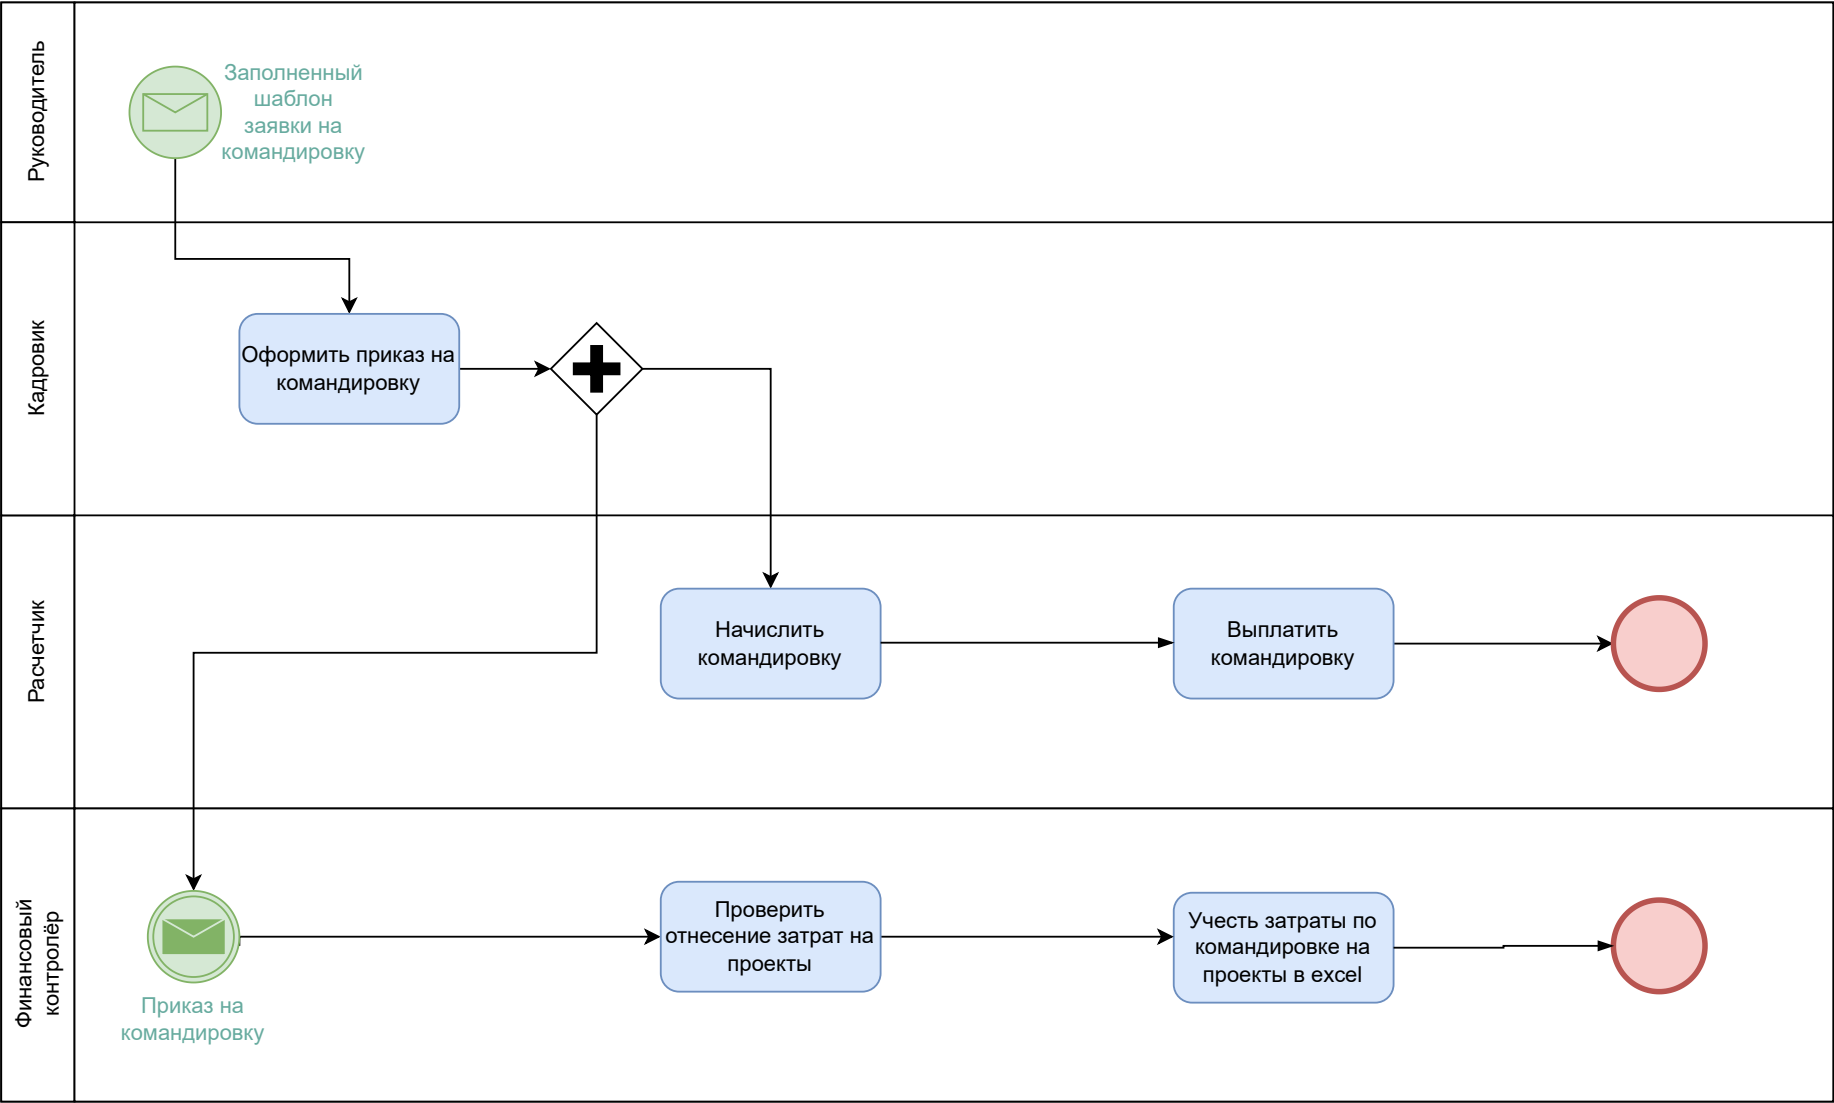 Руководитель
Заполненный
шаблон
заявки на
командировку
Кадровик
Оформить приказ на
командировку
Расчетчик
Начислить
командировку
Выплатить
командировку
Финансовый
контролёр
Приказ на
командировку
Проверить
отнесение затрат на
проекты
Учесть затраты по
командировке на
проекты в excel